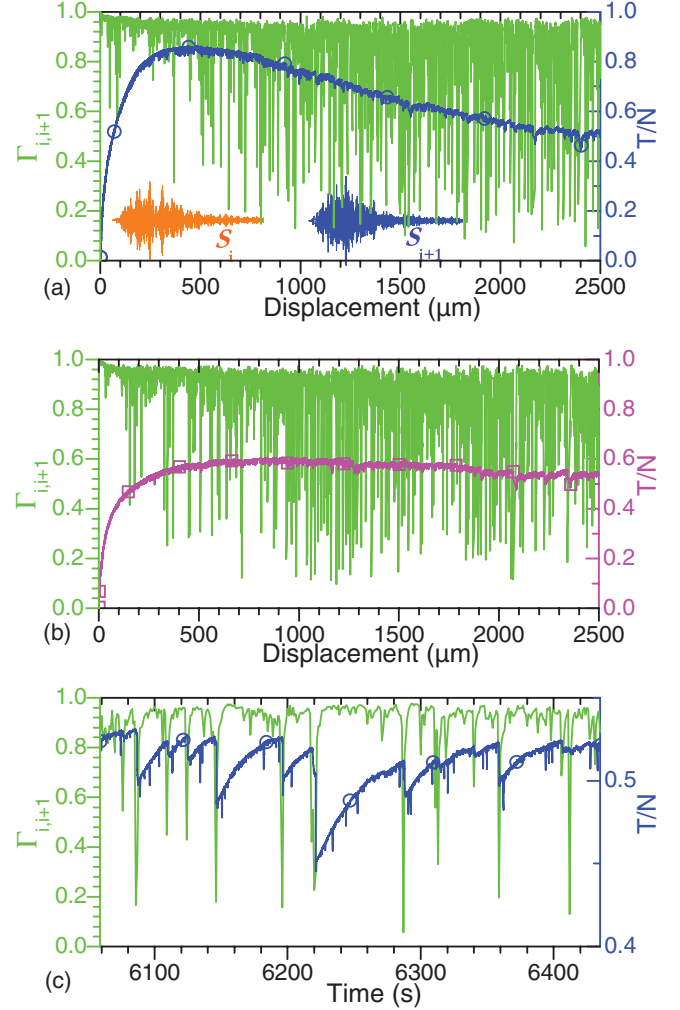 1.0 1.0
0.8 0.8
0.6 0.6
0.4 0.4
0.2 0.2
0.0 0.0
Γi,i+1
T/N
Si
Si+1
0 500 1000 1500 2000 2500
(a) Displacement (μm)
1.0 1.0
0.8 0.8
0.6 0.6
0.4 0.4
0.2 0.2
0.0 0.0
Γi,i+1
T/N
0 500 1000 1500 2000 2500
(b) Displacement (μm)
1.0
0.8
0.6
0.4
0.2
0.0
Γi,i+1
0.5
0.4
T/N
6100 6200 6300 6400
(c) Time (s)